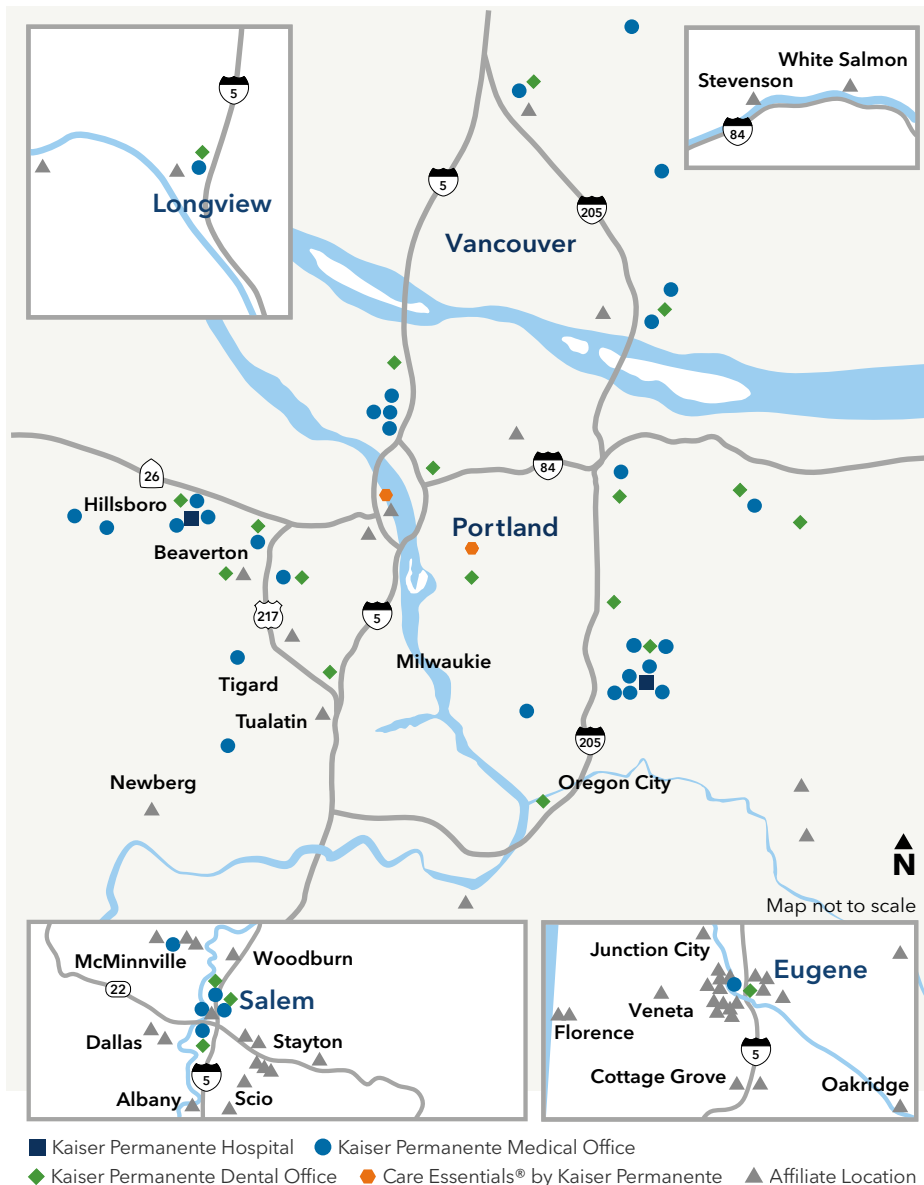 5
Longview
White Salmon
Stevenson
84
5
205
Vancouver
26
84
Hillsboro
Portland
Beaverton
217
5
Milwaukie
Tigard
Tualatin
205
Newberg
Oregon City
N
Map not to scale
McMinnville
Woodburn
22
Salem
Dallas
Stayton
5
Albany
Scio
Junction City
Eugene
Veneta
Florence
5
Cottage Grove
Oakridge
Kaiser Permanente Hospital
Kaiser Permanente Medical Office
Kaiser Permanente Dental Office
Care Essentials® by Kaiser Permanente
Affiliate Location